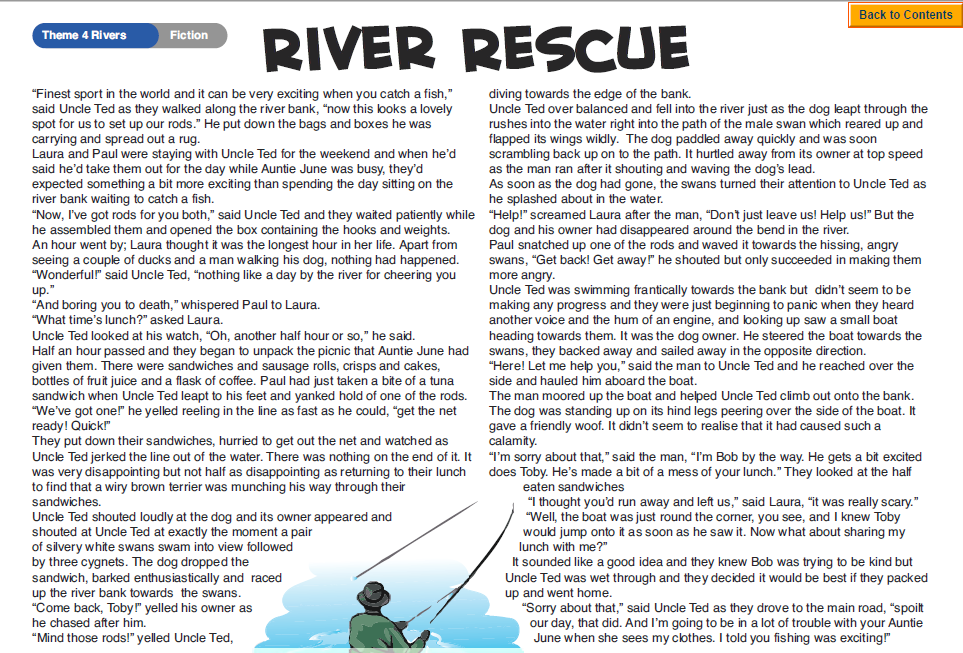 Back to Contents
Theme 4 Rivers
Fiction
RIVER RESCUE
“Finest sport in the world and it can be very exciting when you catch a fish,”
said Uncle Ted as they walked along the river bank, “now this looks a lovely
spot for us to set up our rods.” He put down the bags and boxes he was
carrying and spread out a rug.
Laura and Paul were staying with Uncle Ted for the weekend and when he’d
said he’d take them out for the day while Auntie June was busy, they’d
expected something a bit more exciting than spending the day sitting on the
river bank waiting to catch a fish.
“Now, I’ve got rods for you both,” said Uncle Ted and they waited patiently while
he assembled them and opened the box containing the hooks and weights.
An hour went by; Laura thought it was the longest hour in her life. Apart from
seeing a couple of ducks and a man walking his dog, nothing had happened.
“Wonderful!” said Uncle Ted, “nothing like a day by the river for cheering you
up.”
“And boring you to death,” whispered Paul to Laura.
“What time’s lunch?” asked Laura.
Uncle Ted looked at his watch, “Oh, another half hour or so,” he said.
Half an hour passed and they began to unpack the picnic that Auntie June had
given them. There were sandwiches and sausage rolls, crisps and cakes,
bottles of fruit juice and a flask of coffee. Paul had just taken a bite of a tuna
sandwich when Uncle Ted leapt to his feet and yanked hold of one of the rods.
“We’ve got one!” he yelled reeling in the line as fast as he could, “get the net
ready! Quick!”
They put down their sandwiches, hurried to get out the net and watched as
Uncle Ted jerked the line out of the water. There was nothing on the end of it. It
was very disappointing but not half as disappointing as returning to their lunch
to find that a wiry brown terrier was munching his way through their
sandwiches.
Uncle Ted shouted loudly at the dog and its owner appeared and
shouted at Uncle Ted at exactly the moment a pair
of silvery white swans swam into view followed
by three cygnets. The dog dropped the
sandwich, barked enthusiastically and raced
up the river bank towards the swans.
“Come back, Toby!” yelled his owner as
he chased after him.
“Mind those rods!” yelled Uncle Ted,
diving towards the edge of the bank.
Uncle Ted over balanced and fell into the river just as the dog leapt through the
rushes into the water right into the path of the male swan which reared up and
flapped its wings wildly. The dog paddled away quickly and was soon
scrambling back up on to the path. It hurtled away from its owner at top speed
as the man ran after it shouting and waving the dog’s lead.
As soon as the dog had gone, the swans turned their attention to Uncle Ted as
he splashed about in the water.
“Help!” screamed Laura after the man, “Don’t just leave us! Help us!” But the
dog and his owner had disappeared around the bend in the river.
Paul snatched up one of the rods and waved it towards the hissing, angry
swans, “Get back! Get away!” he shouted but only succeeded in making them
more angry.
Uncle Ted was swimming frantically towards the bank but didn’t seem to be
making any progress and they were just beginning to panic when they heard
another voice and the hum of an engine, and looking up saw a small boat
heading towards them. It was the dog owner. He steered the boat towards the
swans, they backed away and sailed away in the opposite direction.
“Here! Let me help you,” said the man to Uncle Ted and he reached over the
side and hauled him aboard the boat.
The man moored up the boat and helped Uncle Ted climb out onto the bank.
The dog was standing up on its hind legs peering over the side of the boat. It
gave a friendly woof. It didn’t seem to realise that it had caused such a
calamity.
“I’m sorry about that,” said the man, “I’m Bob by the way. He gets a bit excited
does Toby. He’s made a bit of a mess of your lunch.” They looked at the half
eaten sandwiches
“I thought you’d run away and left us,” said Laura, “it was really scary.”
“Well, the boat was just round the corner, you see, and I knew Toby
would jump onto it as soon as he saw it. Now what about sharing my
lunch with me?”
It sounded like a good idea and they knew Bob was trying to be kind but
Uncle Ted was wet through and they decided it would be best if they packed
up and went home.
“Sorry about that,” said Uncle Ted as they drove to the main road, “spoilt
our day, that did. And I’m going to be in a lot of trouble with your Auntie
June when she sees my clothes. I told you fishing was exciting!”